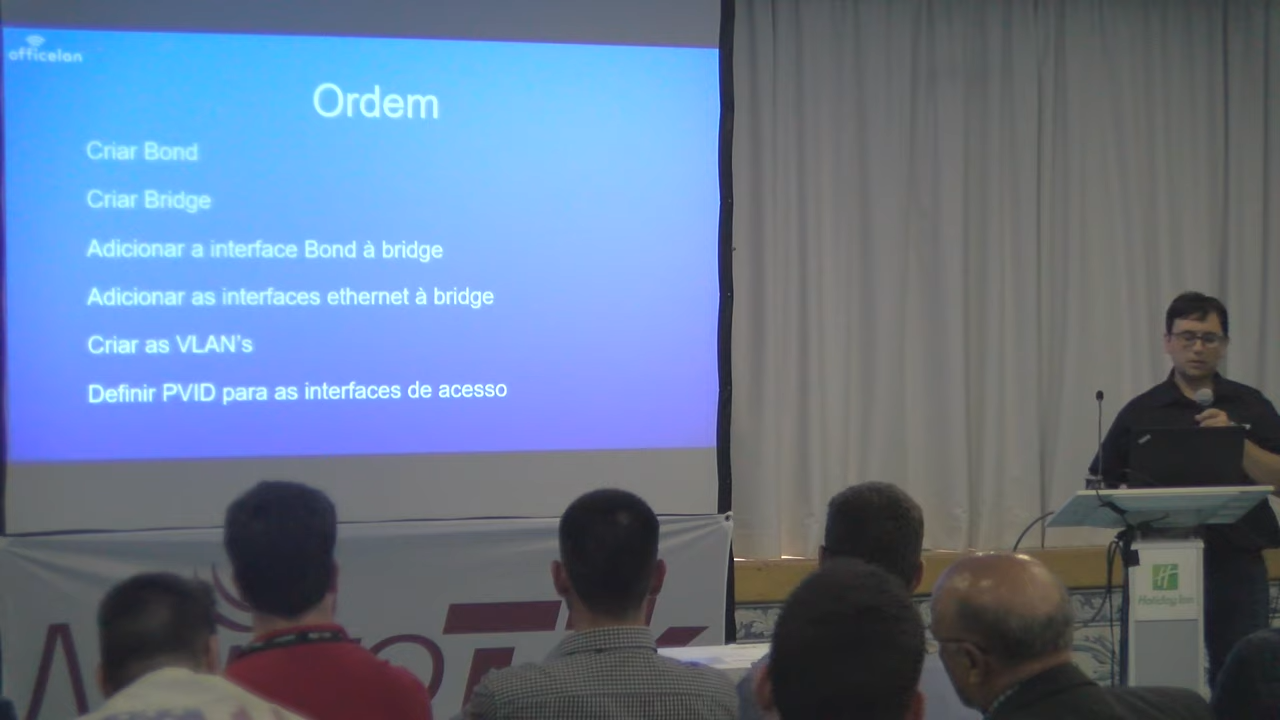 officelan
Ordem
Criar Bond
Criar Bridge
Adicionar a interface Bond à bridge
Adicionar as interfaces ethernet à bridge
Criar as VLAN's
Definir PVID para as interfaces de acesso
Holiday Inn